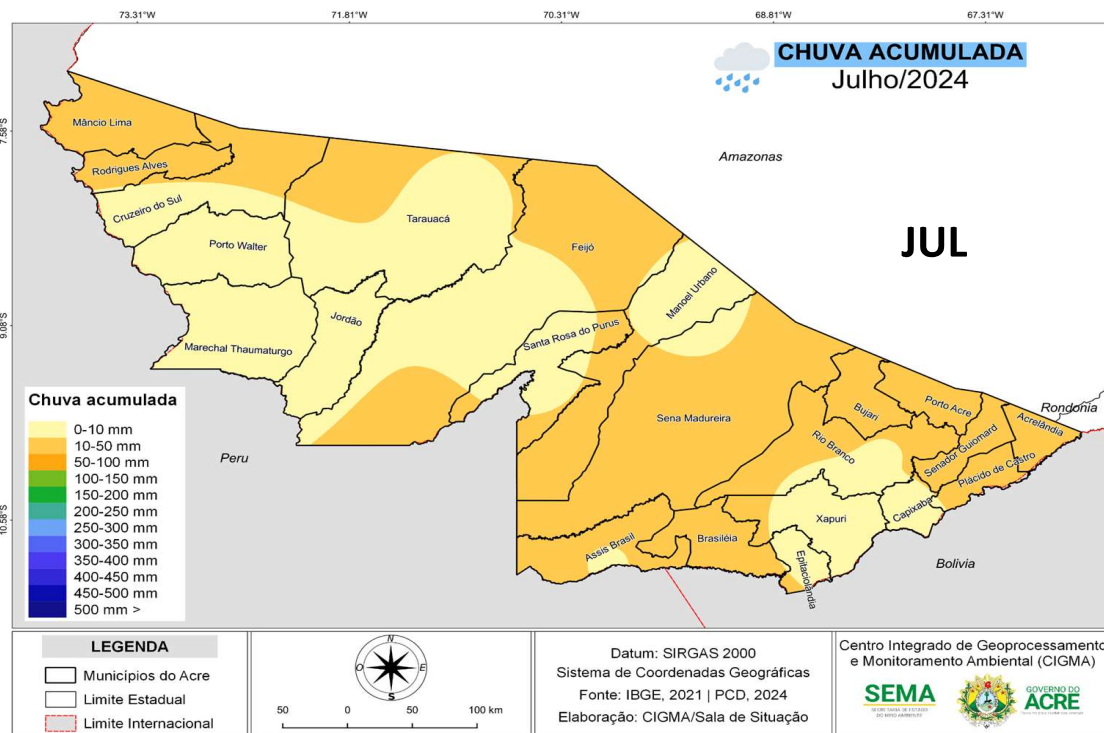 73.31°W
71.81°W
70.31°W
68.81°W
67.31°W
CHUVA ACUMULADA
Julho/2024
7.58°S
Mâncio Lima
Amazonas
Rodrigues Alves
Cruzeiro do Sul
Tarauacá
Porto Walter
Feijó
JUL
Manoel Urbano
9.08°S
Jordão
Santa Rosa do Purus
Marechal Thaumaturgo
Chuva acumulada
0-10 mm
10-50 mm
50-100 mm
100-150 mm
150-200 mm
200-250 mm
250-300 mm
300-350 mm
350-400 mm
400-450 mm
450-500 mm
500 mm >
Peru
Sena Madureira
Bujari
Porto Acre
Rondonia
Acrelândia
Rio Branco
Senador Guiomard
Plácido de Castro
10.58°S
Xapuri
Capixaba
Assis Brasil
Brasiléia
Epitaciolândia
Bolivia
LEGENDA
Municípios do Acre
Limite Estadual
Limite Internacional
N
O
E
S
50
0
50
100 km
Datum: SIRGAS 2000
Sistema de Coordenadas Geográficas
Fonte: IBGE, 2021 | PCD, 2024
Elaboração: CIGMA/Sala de Situação
Centro Integrado de Geoprocessamento
e Monitoramento Ambiental (CIGMA)
SEMA
SECRETARIA DE ESTADO
DO MEIO AMBIENTE
GOVERNO DO
ACRE